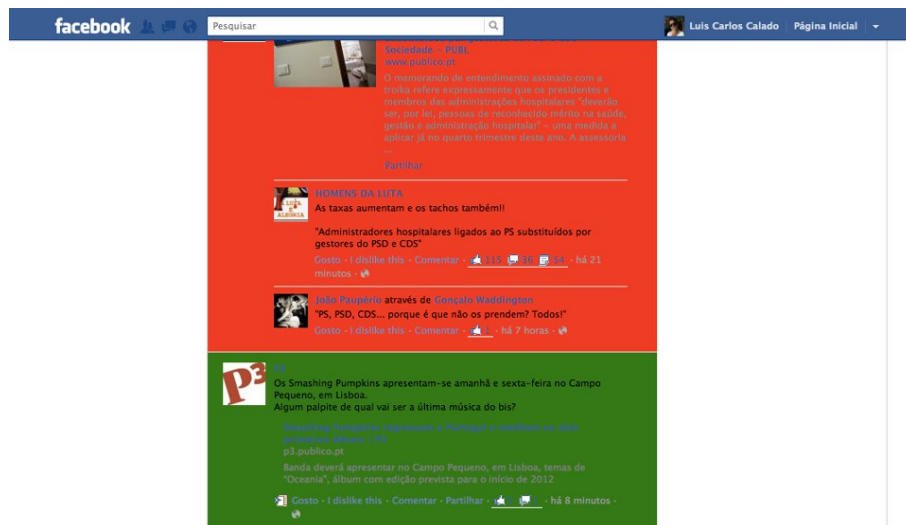 facebook
Pesquisar
Luis Carlos Calado
Página Inicial
Sociedade - PUBL
www.publico.pt
O memorando de entendimento assinado com a
troika refere expressamente que os presidentes e
membros das administrações hospitalares "deverão
ser, por lei, pessoas de reconhecido mérito na saúde,
gestão e administração hospitalar" - uma medida a
aplicar já no quarto trimestre deste ano. A assessoria
...
Partilhar
HOMENS DA LUTA
As taxas aumentam e os tachos também!!
"Administradores hospitalares ligados ao PS substituídos por
gestores do PSD e CDS"
Gosto · I dislike this · Comentar · 115 36 54 · há 21
minutos ·
João Paupério através de Gonçalo Waddington
"PS, PSD, CDS... porque é que não os prendem? Todos!"
Gosto · I dislike this · Comentar · · há 7 horas ·
P3
P3
Os Smashing Pumpkins apresentam-se amanhã e sexta-feira no Campo
Pequeno, em Lisboa.
Algum palpite de qual vai ser a última música do bis?
Smashing Pumpkins
p3.publico.pt
Banda deverá apresentar no Campo Pequeno, em Lisboa, temas de
"Oceania", álbum com edição prevista para o início de 2012
Gosto · I dislike this · Comentar · Partilhar · · há 8 minutos ·